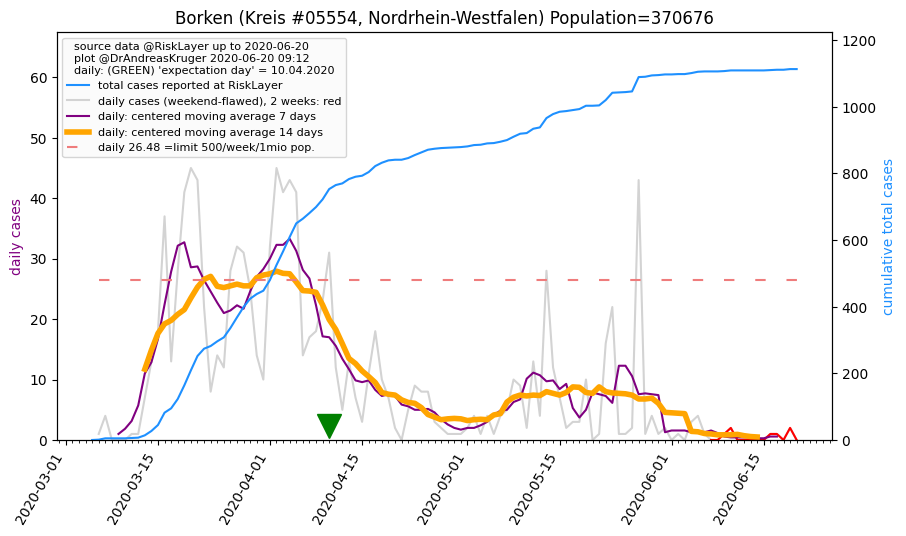 Borken (Kreis #05554, Nordrhein-Westfalen) Population=370676
source data @RiskLayer up to 2020-06-20
plot @DrAndreasKruger 2020-06-20 09:12
daily: (GREEN) 'expectation day' = 10.04.2020
total cases reported at RiskLayer
daily cases (weekend-flawed), 2 weeks: red
daily: centered moving average 7 days
daily: centered moving average 14 days
daily 26.48 =limit 500/week/1mio pop.
daily cases
60
50
40
30
20
10
0
cumulative total cases
1200
1000
800
600
400
200
0
2020-03-01
2020-03-15
2020-04-01
2020-04-15
2020-05-01
2020-05-15
2020-06-01
2020-06-15